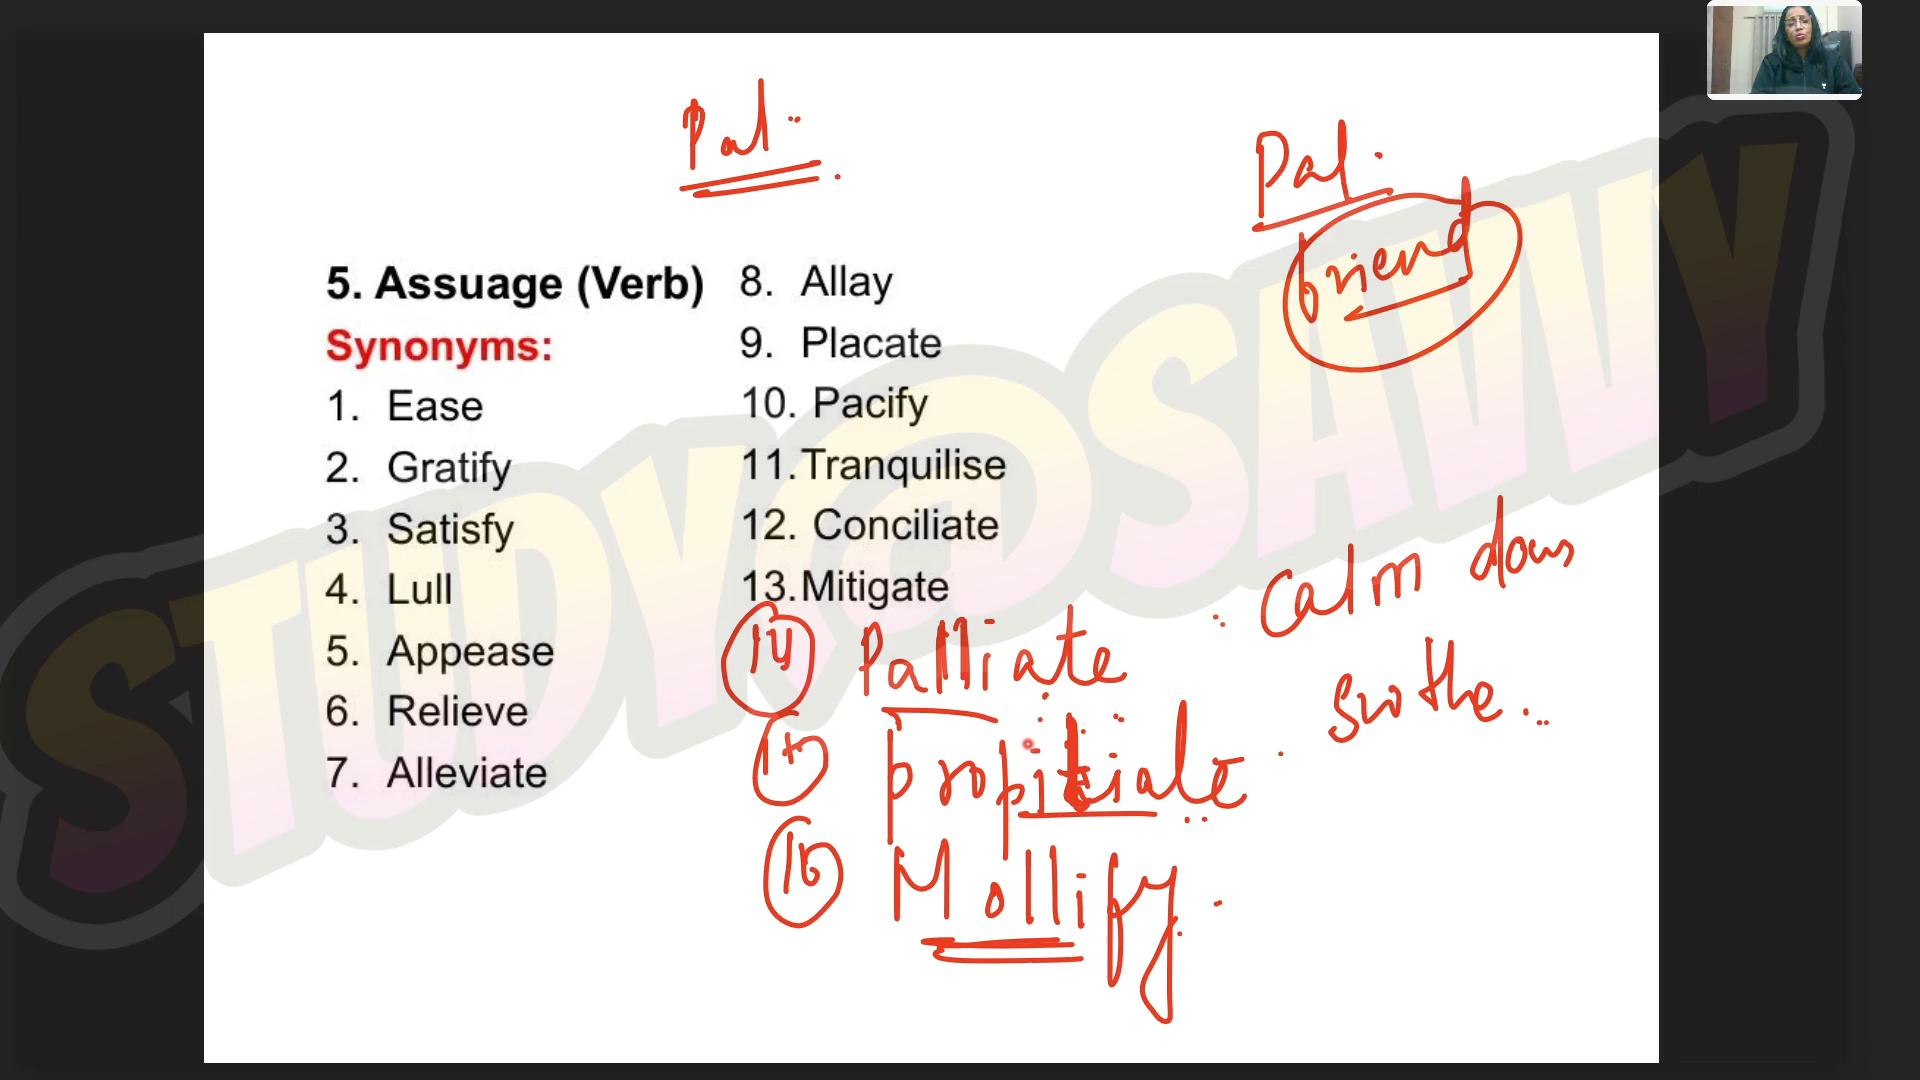 Pal
Pal
friend
5. Assuage (Verb)
Synonyms:
1. Ease
2. Gratify
3. Satisfy
4. Lull
5. Appease
6. Relieve
7. Alleviate
8. Allay
9. Placate
10. Pacify
11. Tranquilise
12. Conciliate
13. Mitigate
14 Palliate
15 propitiate
16 Mollify
Calm down
soothe
STUDY@SAVVY